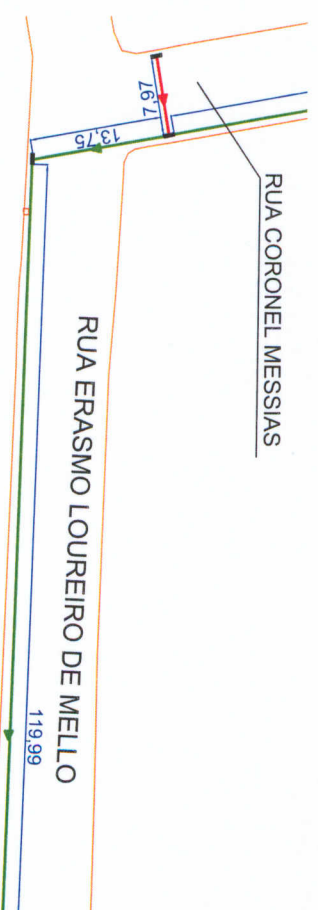 RUA CORONEL MESSIAS
7,97
13,75
RUA ERASMO LOUREIRO DE MELLO
119,99